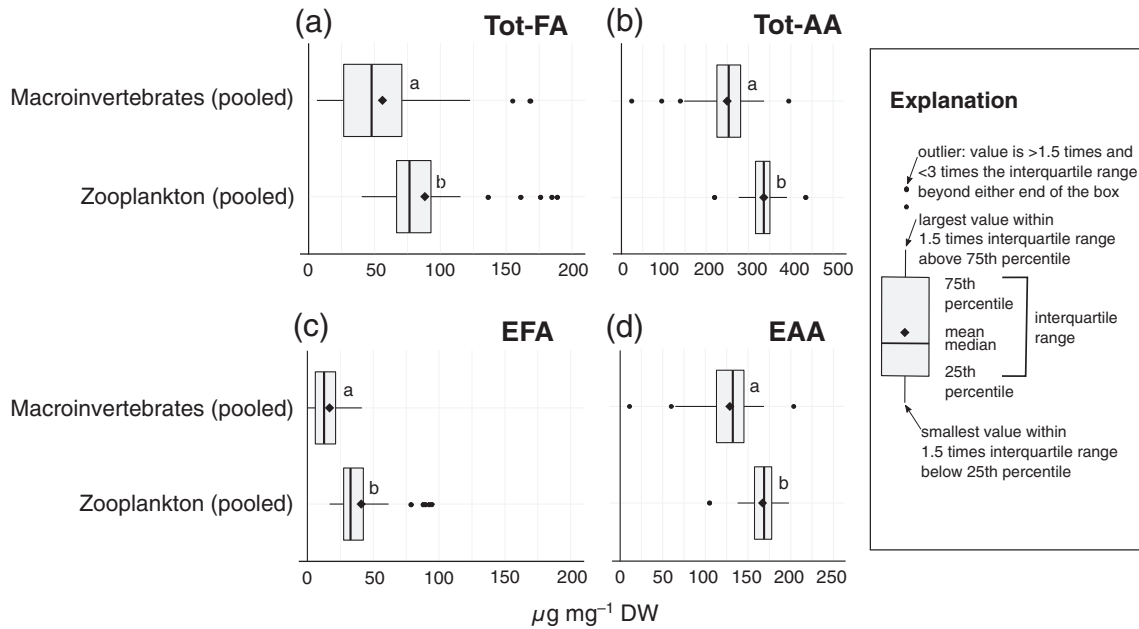 (a) Tot-FA
Macroinvertebrates (pooled)
a
Zooplankton (pooled)
b
0 50 100 150 200
(b) Tot-AA
a
b
0 100 200 300 400 500
(c) EFA
Macroinvertebrates (pooled)
a
Zooplankton (pooled)
b
0 50 100 150 200
(d) EAA
a
b
0 50 100 150 200 250
µg mg⁻¹ DW
Explanation
outlier: value is >1.5 times and
<3 times the interquartile range
beyond either end of the box
largest value within
1.5 times interquartile range
above 75th percentile
75th
percentile
mean
median
25th
percentile
interquartile
range
smallest value within
1.5 times interquartile range
below 25th percentile